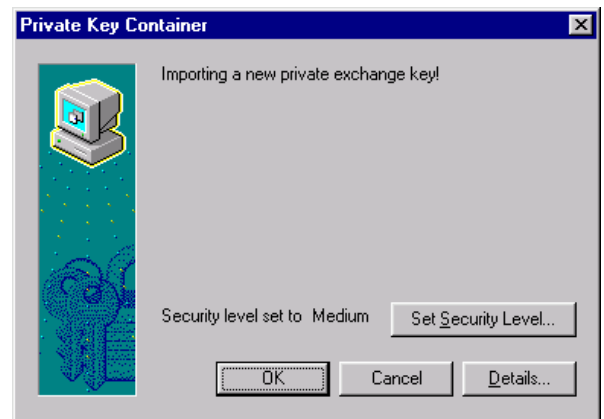 Private Key Container
Importing a new private exchange key!
Security level set to Medium
Set Security Level...
OK
Cancel
Details...